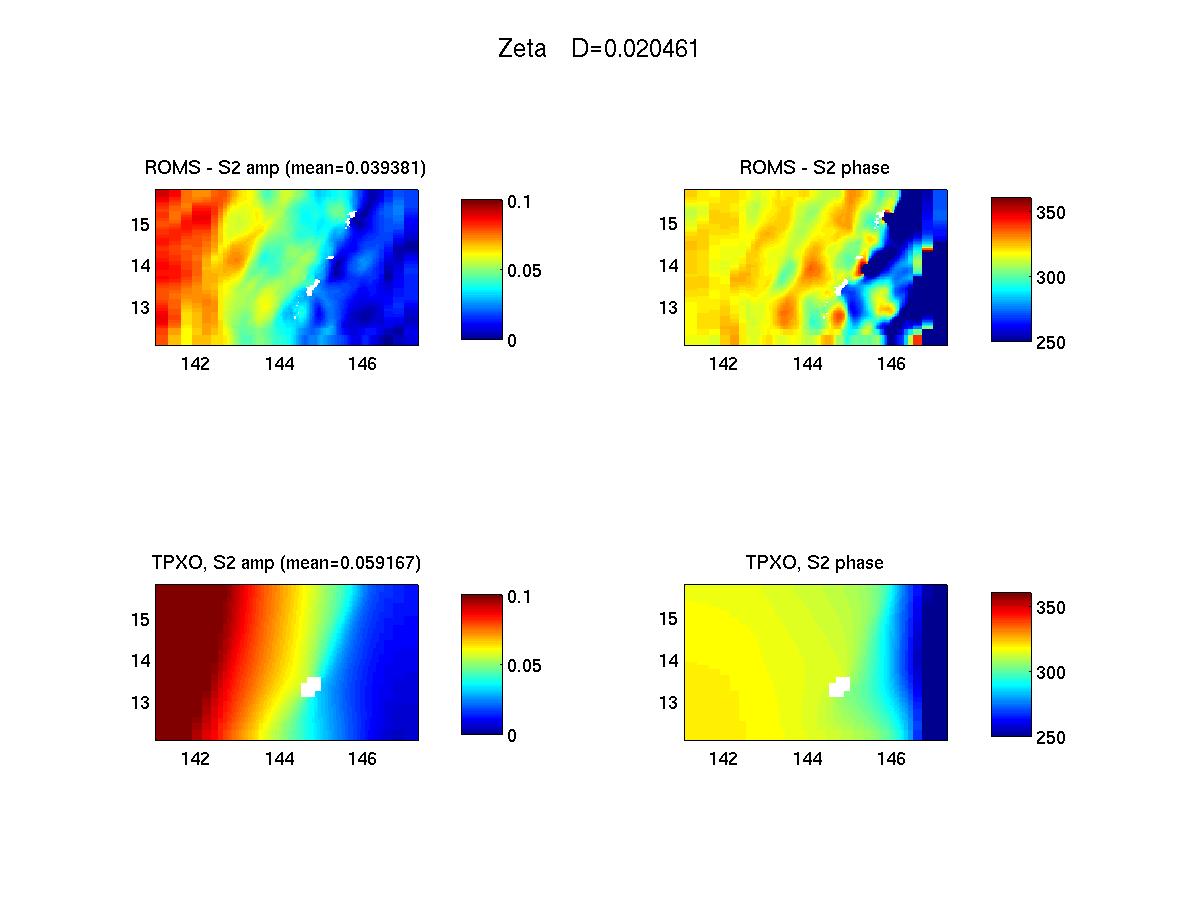 Zeta D=0.020461
ROMS - S2 amp (mean=0.039381)
15
14
13
142 144 146
0.1
0.05
0
ROMS - S2 phase
15
14
13
142 144 146
350
300
250
TPXO, S2 amp (mean=0.059167)
15
14
13
142 144 146
0.1
0.05
0
TPXO, S2 phase
15
14
13
142 144 146
350
300
250